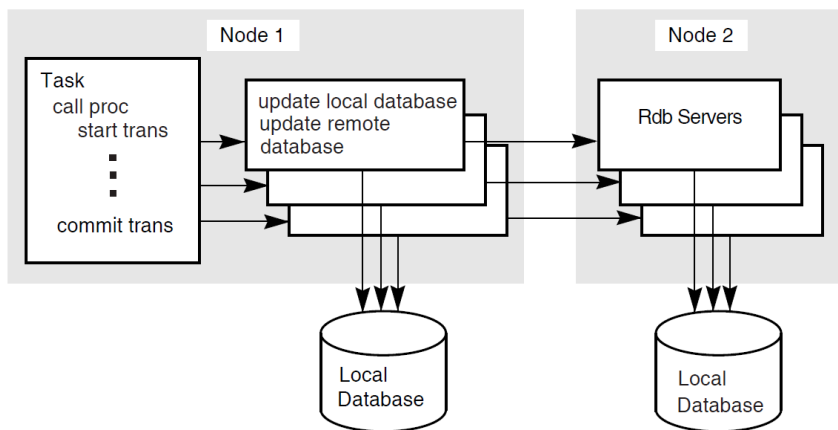 Node 1
Node 2
Task
call proc
start trans
commit trans
update local database
update remote
database
Rdb Servers
Local
Database
Local
Database